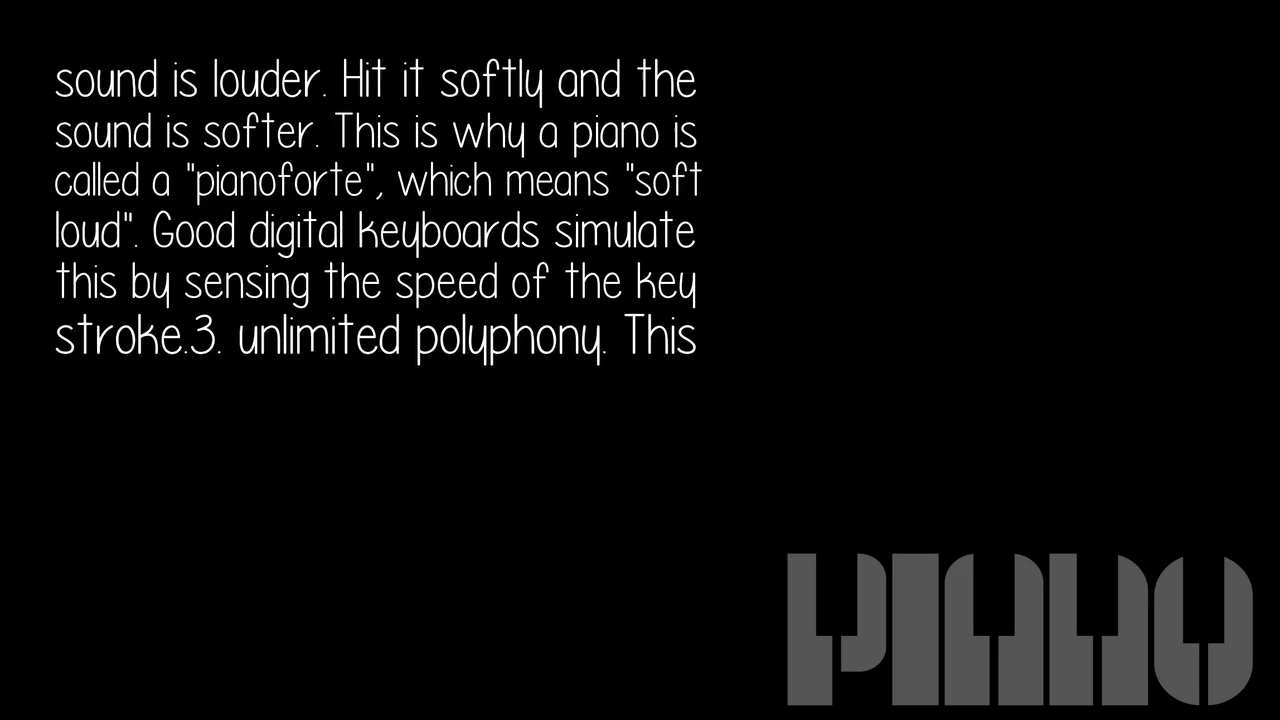 sound is louder. Hit it softly and the
sound is softer. This is why a piano is
called a "pianoforte", which means "soft
loud". Good digital keyboards simulate
this by sensing the speed of the key
stroke.3. unlimited polyphony. This
PIANO